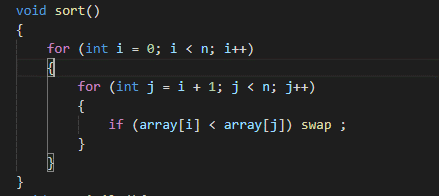 void sort()
{
for (int i = 0; i < n; i++)
{
for (int j = i + 1; j < n; j++)
{
if (array[i] < array[j]) swap ;
}
}
}